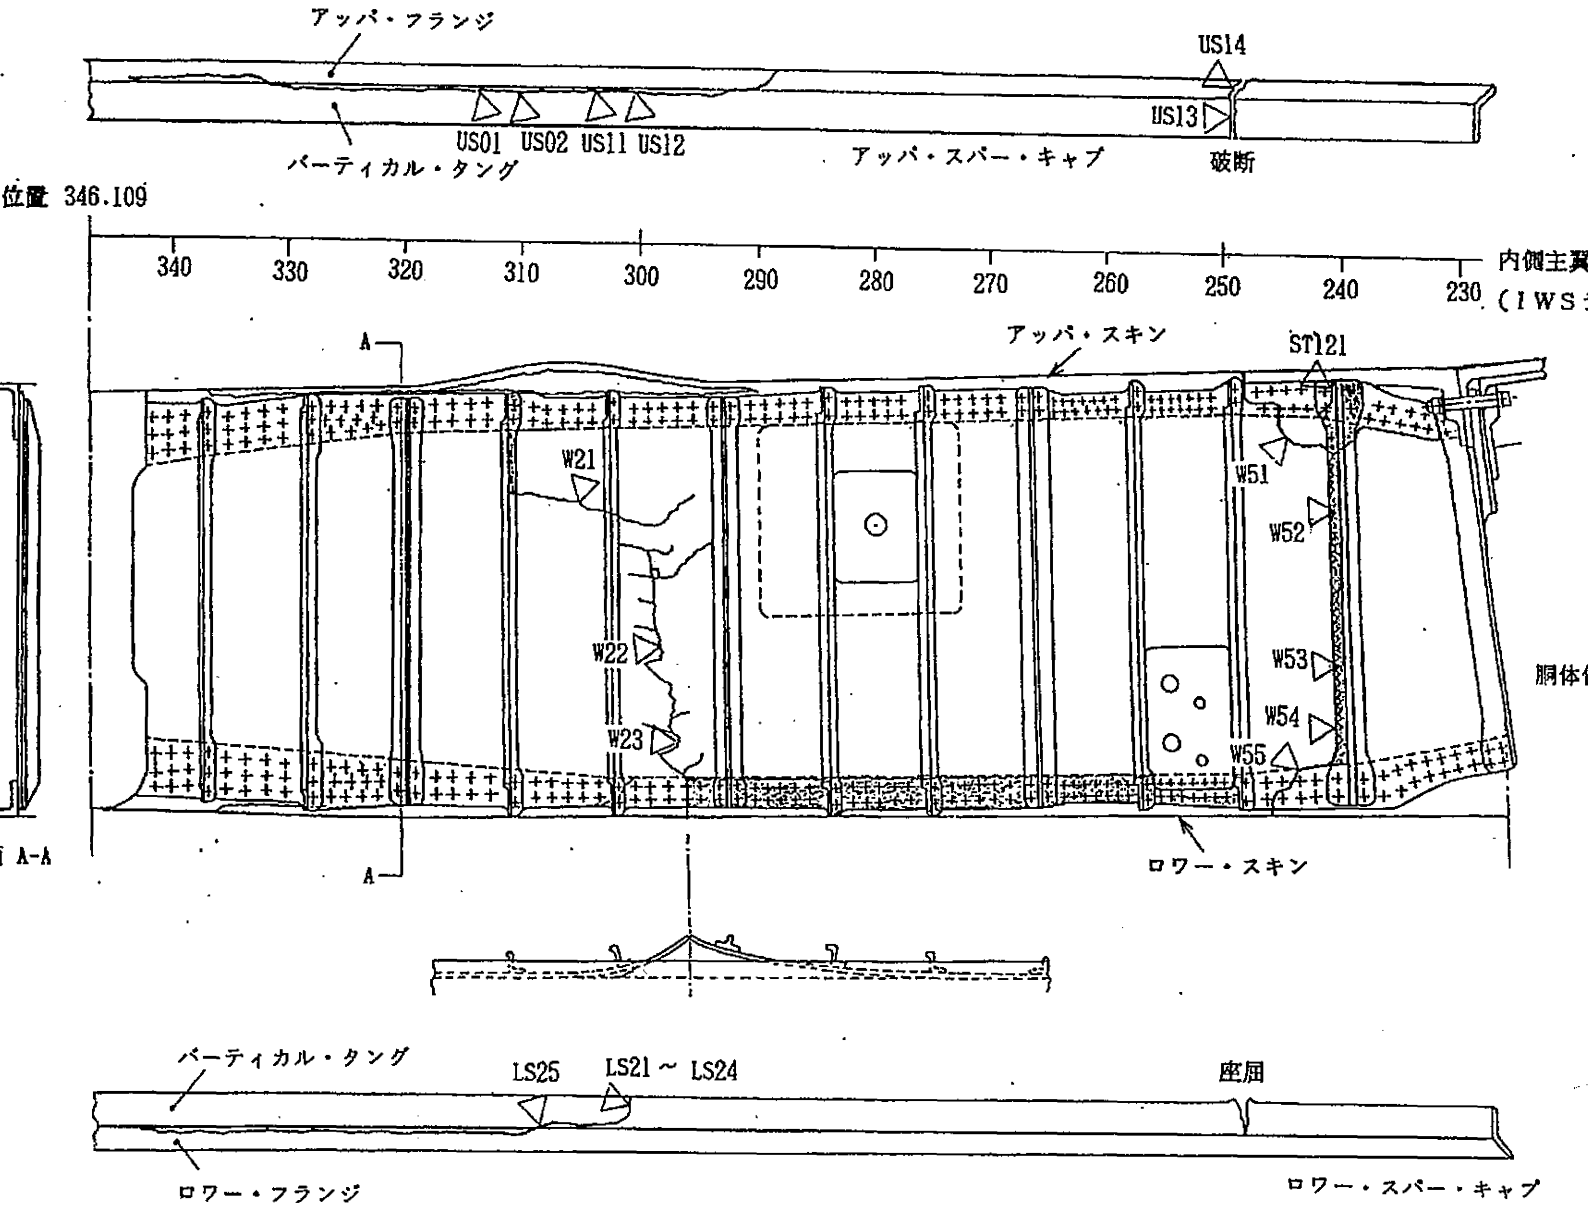 アッパ・フランジ
US14
US13
US01 US02 US11 US12
バーティカル・タング
アッパ・スパー・キャプ
破断
位置 346.109
340 330 320 310 300 290 280 270 260 250 240 230
内側主翼
(IWS
A
アッパ・スキン
ST121
W21
W51
W52
W22
W53
W23
W54
W55
胴体
A-A
A
ロワー・スキン
バーティカル・タング
LS25
LS21～LS24
座屈
ロワー・フランジ
ロワー・スパー・キャプ